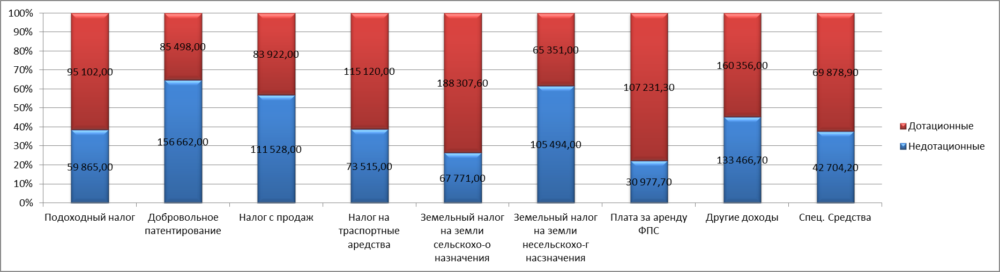 100%
90%
80%
70%
60%
50%
40%
30%
20%
10%
0%
95 102,00
85 498,00
83 922,00
115 120,00
188 307,60
65 351,00
107 231,30
160 356,00
69 878,90
59 865,00
156 662,00
111 528,00
73 515,00
67 771,00
105 494,00
30 977,70
133 466,70
42 704,20
Подоходный налог
Добровольное
патентирование
Налог с продаж
Налог на
траспортные
аредства
Земельный налог
на земли
сельскохо-о
назначения
Земельный налог
на земли
несельскохо-г
насзначения
Плата за аренду
ФПС
Другие доходы
Спец. Средства
Дотационные
Недотационные